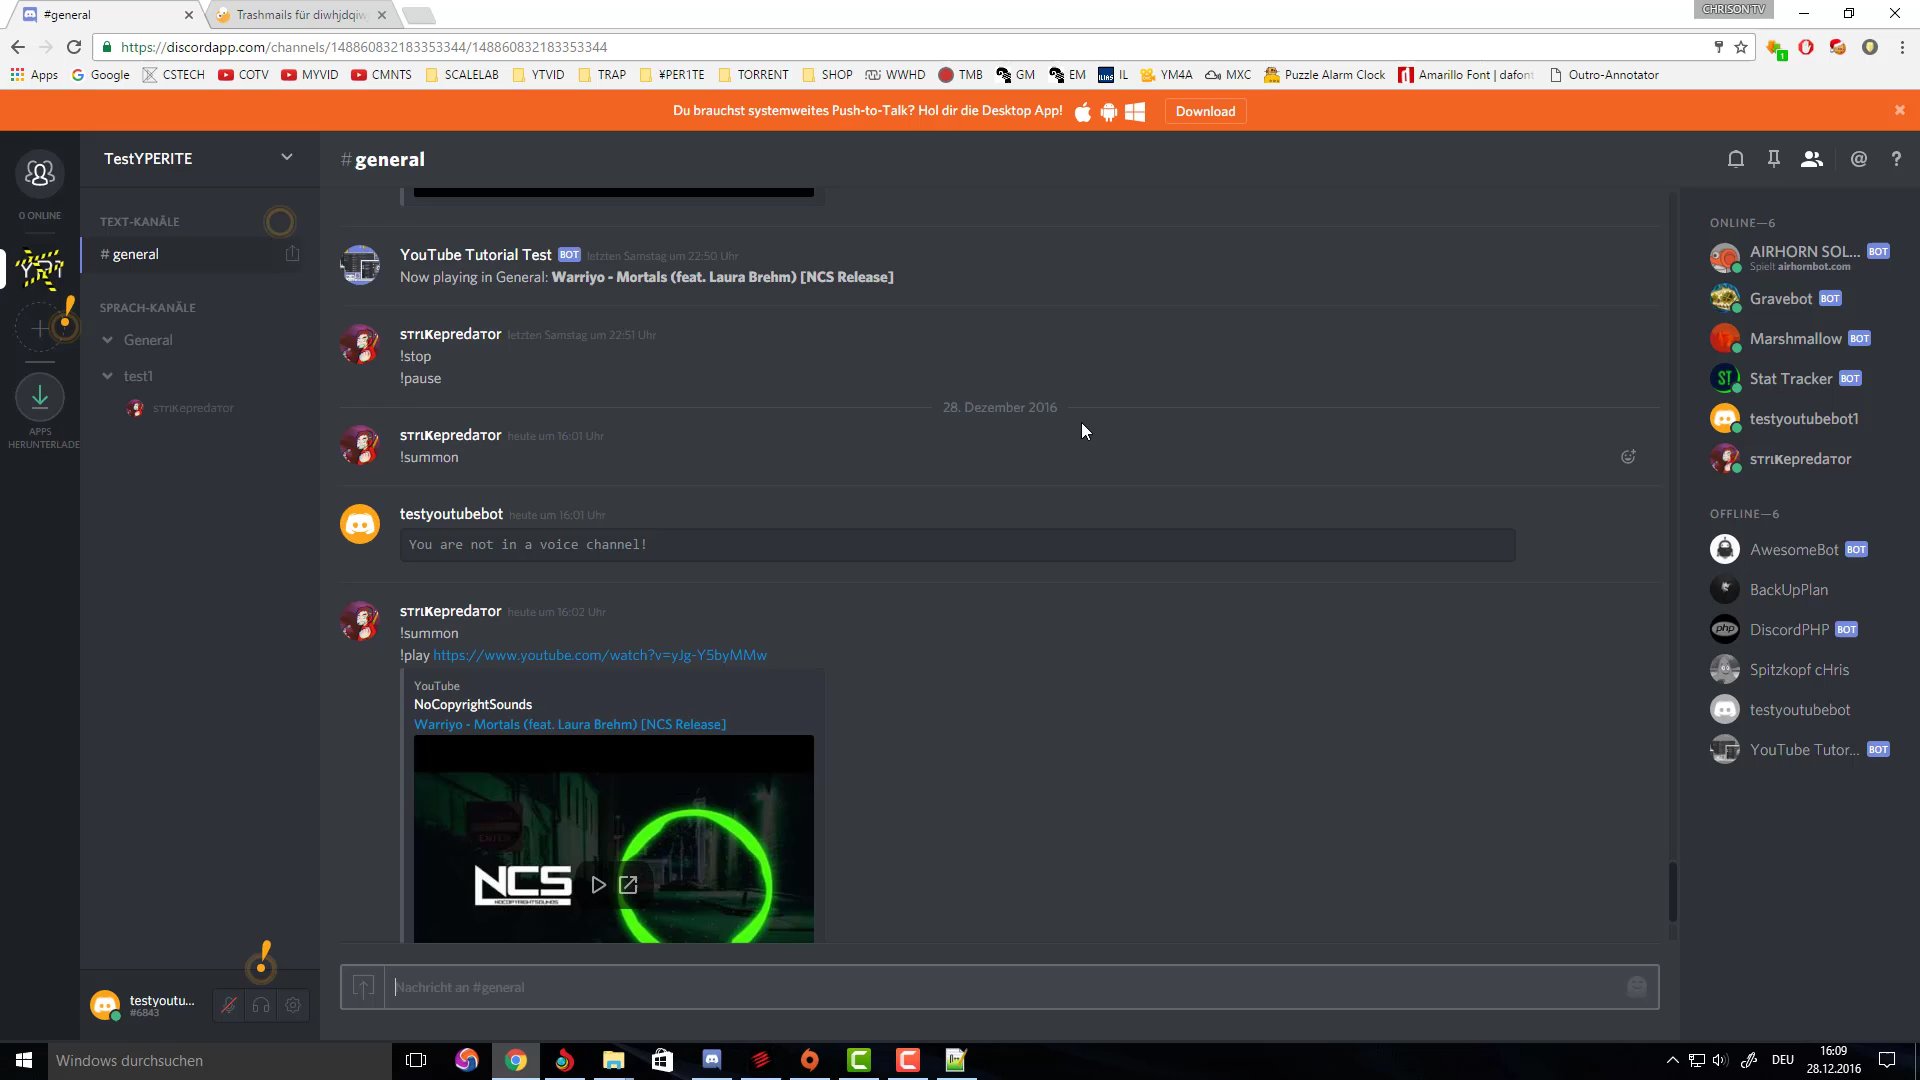 #general
Trashmails für diwhjdqiw
CHRISON TV
https://discordapp.com/channels/148860832183353344/148860832183353344
Apps
Google
CSTECH
COTV
MYVID
CMNTS
SCALELAB
YTVID
TRAP
¥PER1TE
TORRENT
SHOP
WWHD
TMB
GM
EM
IL
YM4A
MXC
Puzzle Alarm Clock
Amarillo Font | dafont
Outro-Annotator
Du brauchst systemweites Push-to-Talk? Hol dir die Desktop App!
Download
TestYPERITE
# general
0 ONLINE
TEXT-KANÄLE
# general
SPRACH-KANÄLE
General
test1
sтrιĸepredaтor
APPS
HERUNTERLADE
YouTube Tutorial Test BOT letzten Samstag um 22:50 Uhr
Now playing in General: Warriyo - Mortals (feat. Laura Brehm) [NCS Release]
sтrιĸepredaтor letzten Samstag um 22:51 Uhr
!stop
!pause
28. Dezember 2016
sтrιĸepredaтor heute um 16:01 Uhr
!summon
testyoutubebot heute um 16:01 Uhr
You are not in a voice channel!
sтrιĸepredaтor heute um 16:02 Uhr
!summon
!play https://www.youtube.com/watch?v=yJg-Y5byMMw
YouTube
NoCopyrightSounds
Warriyo - Mortals (feat. Laura Brehm) [NCS Release]
NCS
NOCOPYRIGHTSOUNDS
Nachricht an #general
testyoutu...
#6843
ONLINE—6
AIRHORN SOL... BOT
Spielt airhornbot.com
Gravebot BOT
Marshmallow BOT
ST
Stat Tracker BOT
testyoutubebot1
sтrιĸepredaтor
OFFLINE—6
AwesomeBot BOT
BackUpPlan
php
DiscordPHP BOT
Spitzkopf cHris
testyoutubebot
YouTube Tutor... BOT
Windows durchsuchen
DEU
16:09
28.12.2016